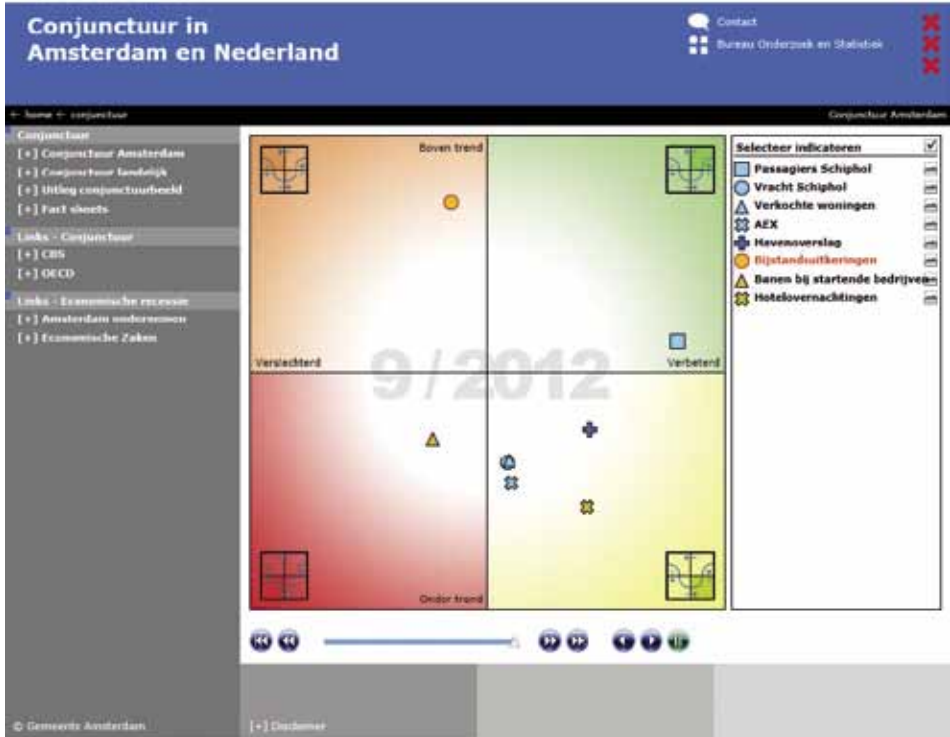 Conjunctuur in
Amsterdam en Nederland
Contact
Bureau Onderzoek en Statistiek
← home ← conjunctuur
Conjunctuur Amsterdam
Conjunctuur
[+] Conjunctuur Amsterdam
[+] Conjunctuur landelijk
[+] Uitleg conjunctuurbeeld
[+] Fact sheets
Links - Conjunctuur
[+] CBS
[+] OECD
Links - Economische recessie
[+] Amsterdam ondernemen
[+] Economische Zaken
Boven trend
Verslechterd
Verbeterd
9/2012
Onder trend
Selecteer indicatoren
Passagiers Schiphol
Vracht Schiphol
Verkochte woningen
AEX
Havenoverslag
Bijstandsuitkeringen
Banen bij startende bedrijven
Hotelovernachtingen
© Gemeente Amsterdam
[+] Disclaimer